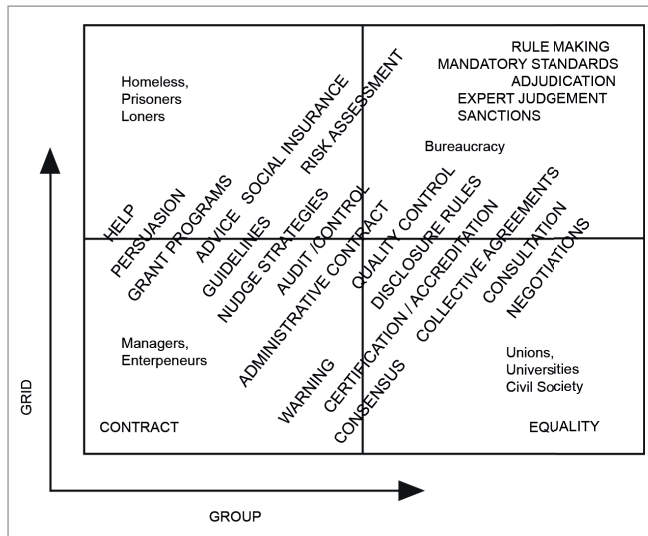 RULE MAKING
MANDATORY STANDARDS
ADJUDICATION
EXPERT JUDGEMENT
SANCTIONS
Bureaucracy
Homeless,
Prisoners
Loners
HELP
PERSUASION
GRANT PROGRAMS
ADVICE
SOCIAL INSURANCE
RISK ASSESSMENT
GUIDELINES
NUDGE STRATEGIES
AUDIT /CONTROL
ADMINISTRATIVE CONTRACT
QUALITY CONTROL
DISCLOSURE RULES
CERTIFICATION / ACCREDITATION
COLLECTIVE AGREEMENTS
CONSULTATION
NEGOTIATIONS
WARNING
CONSENSUS
Managers,
Enterpeneurs
CONTRACT
Unions,
Universities
Civil Society
EQUALITY
GRID
GROUP